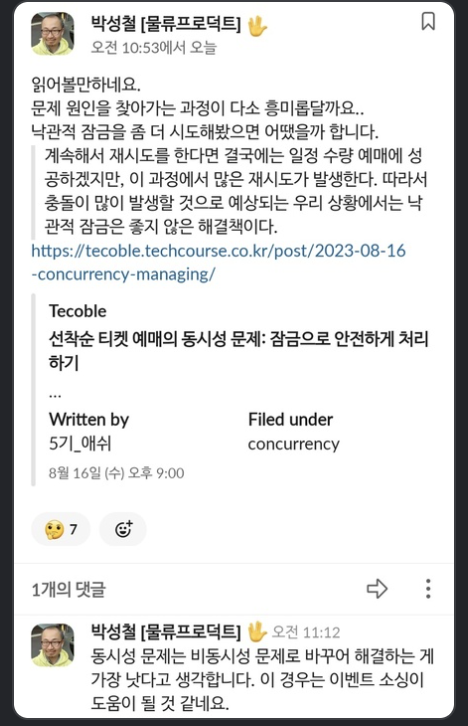 박성철 [물류프로덕트] 🖖
오전 10:53에서 오늘
읽어볼만하네요.
문제 원인을 찾아가는 과정이 다소 흥미롭달까요..
낙관적 잠금을 좀 더 시도해봤으면 어땠을까 합니다.
계속해서 재시도를 한다면 결국에는 일정 수량 예매에 성
공하겠지만, 이 과정에서 많은 재시도가 발생한다. 따라서
충돌이 많이 발생할 것으로 예상되는 우리 상황에서는 낙
관적 잠금은 좋지 않은 해결책이다.
https://tecoble.techcourse.co.kr/post/2023-08-16
-concurrency-managing/
Tecoble
선착순 티켓 예매의 동시성 문제: 잠금으로 안전하게 처리
하기
...
Written by Filed under
5기_애쉬 concurrency
8월 16일 (수) 오후 9:00
🤔 7
1개의 댓글
박성철 [물류프로덕트] 🖖 오전 11:12
동시성 문제는 비동시성 문제로 바꾸어 해결하는 게
가장 낫다고 생각합니다. 이 경우는 이벤트 소싱이
도움이 될 것 같네요.